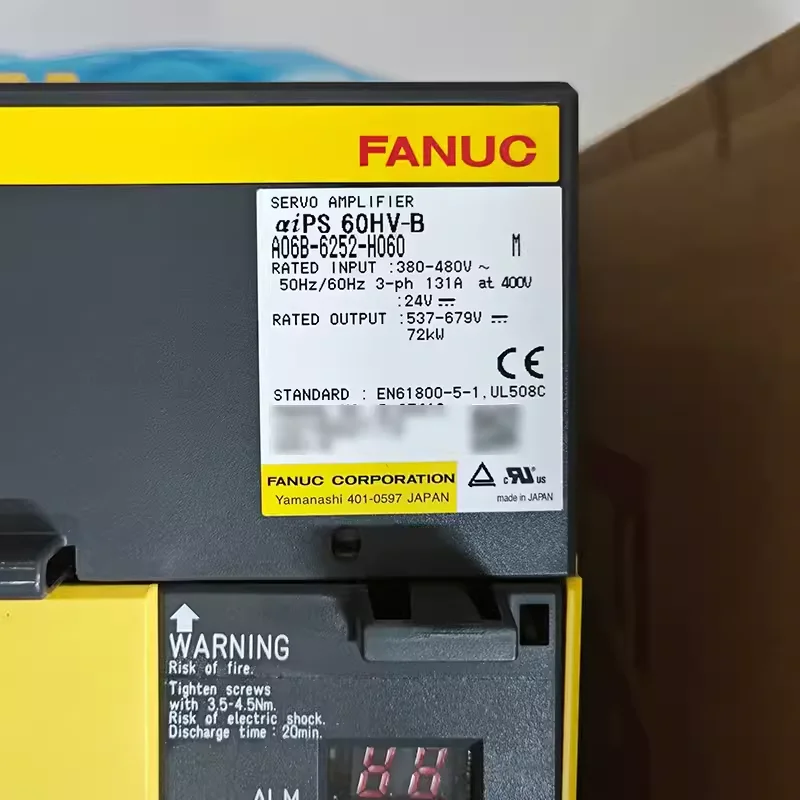 FANUC
SERVO AMPLIFIER
αiPS 60HV-B
A06B-6252-H060 M
RATED INPUT :380-480V ~
50Hz/60Hz 3-ph 131A at 400V
:24V ⎓
RATED OUTPUT :537-679V ⎓
72kW
CE
STANDARD : EN61800-5-1,UL508C
FANUC CORPORATION
Yamanashi 401-0597 JAPAN
c RU us
made in JAPAN
WARNING
Risk of fire.
Tighten screws
with 3.5-4.5Nm.
Risk of electric shock.
Discharge time : 20min.
ALM